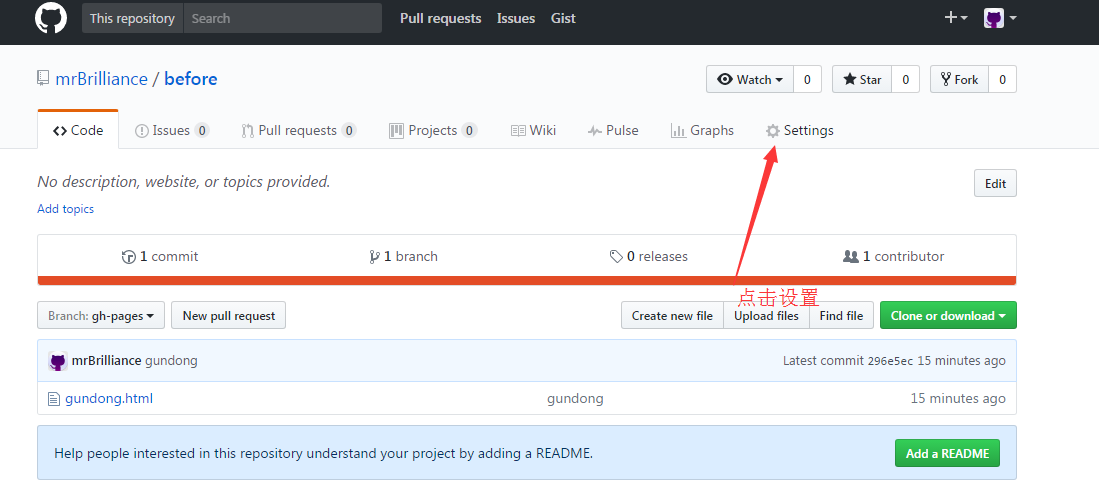 This repository Search Pull requests Issues Gist
mrBrilliance / before Watch 0 Star 0 Fork 0
Code Issues 0 Pull requests 0 Projects 0 Wiki Pulse Graphs Settings
No description, website, or topics provided. Edit
Add topics
1 commit 1 branch 0 releases 1 contributor
点击设置
Branch: gh-pages New pull request Create new file Upload files Find file Clone or download
mrBrilliance gundong Latest commit 296e5ec 15 minutes ago
gundong.html gundong 15 minutes ago
Help people interested in this repository understand your project by adding a README. Add a README